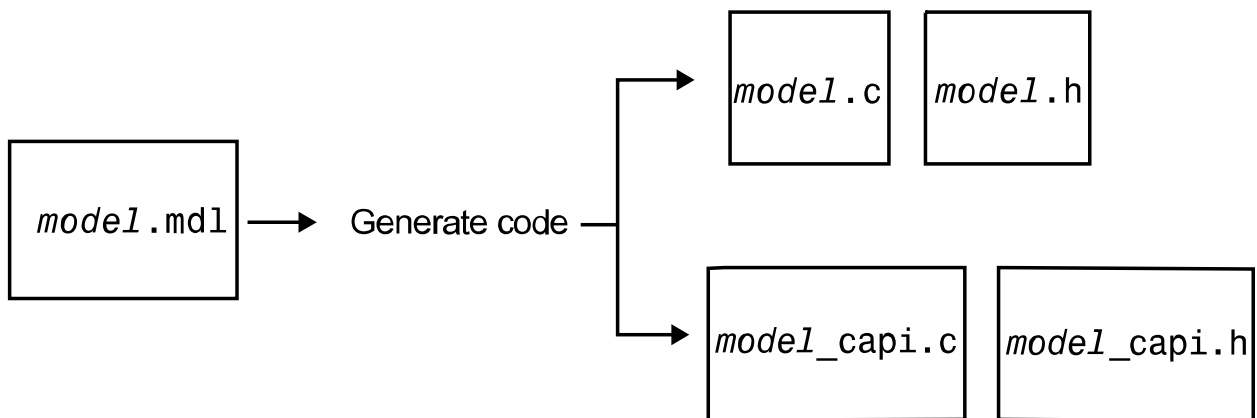 model.c
model.h
model.mdl
Generate code
model_capi.c
model_capi.h